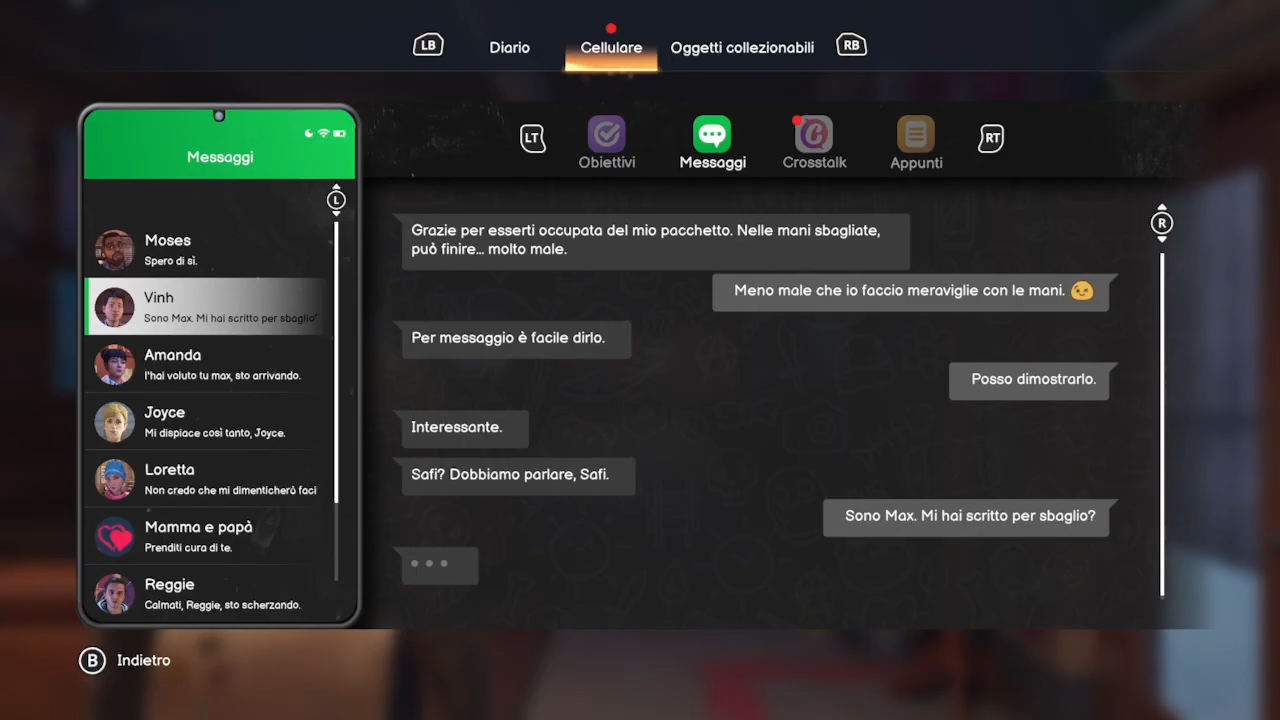 LB
Diario
Cellulare
Oggetti collezionabili
RB
Messaggi
LT
Obiettivi
Messaggi
Crosstalk
Appunti
RT
L
Moses
Spero di sì.
Vinh
Sono Max. Mi hai scritto per sbaglio?
Amanda
l'hai voluto tu max, sto arrivando.
Joyce
Mi dispiace così tanto, Joyce.
Loretta
Non credo che mi dimenticherò faci
Mamma e papà
Prenditi cura di te.
Reggie
Calmati, Reggie, sto scherzando.
R
Grazie per esserti occupata del mio pacchetto. Nelle mani sbagliate,
può finire... molto male.
Meno male che io faccio meraviglie con le mani. 😉
Per messaggio è facile dirlo.
Posso dimostrarlo.
Interessante.
Safi? Dobbiamo parlare, Safi.
Sono Max. Mi hai scritto per sbaglio?
B
Indietro